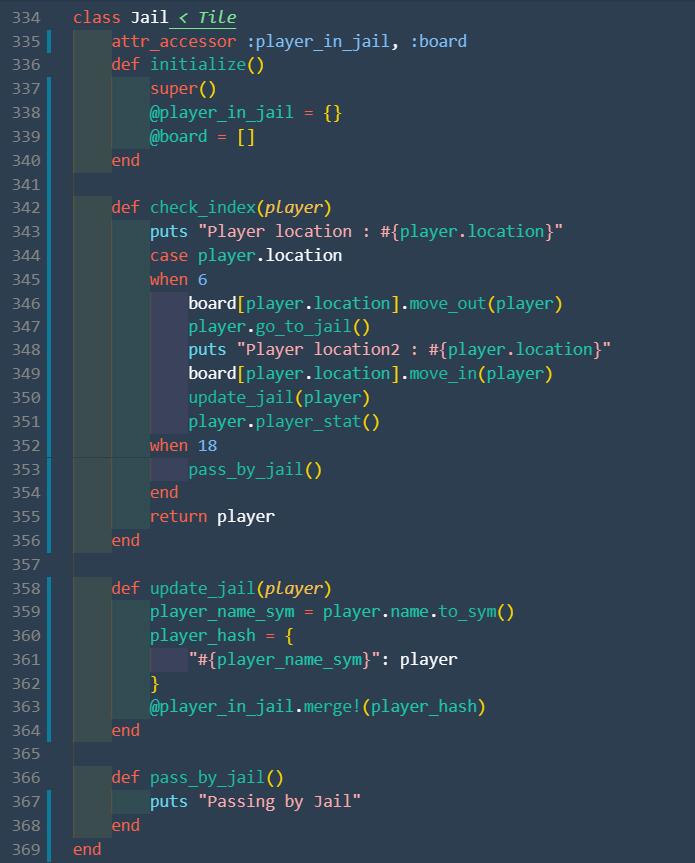 334 class Jail < Tile
335     attr_accessor :player_in_jail, :board
336     def initialize()
337         super()
338         @player_in_jail = {}
339         @board = []
340     end
341
342     def check_index(player)
343         puts "Player location : #{player.location}"
344         case player.location
345         when 6
346             board[player.location].move_out(player)
347             player.go_to_jail()
348             puts "Player location2 : #{player.location}"
349             board[player.location].move_in(player)
350             update_jail(player)
351             player.player_stat()
352         when 18
353             pass_by_jail()
354         end
355         return player
356     end
357
358     def update_jail(player)
359         player_name_sym = player.name.to_sym()
360         player_hash = {
361             "#{player_name_sym}": player
362         }
363         @player_in_jail.merge!(player_hash)
364     end
365
366     def pass_by_jail()
367         puts "Passing by Jail"
368     end
369 end